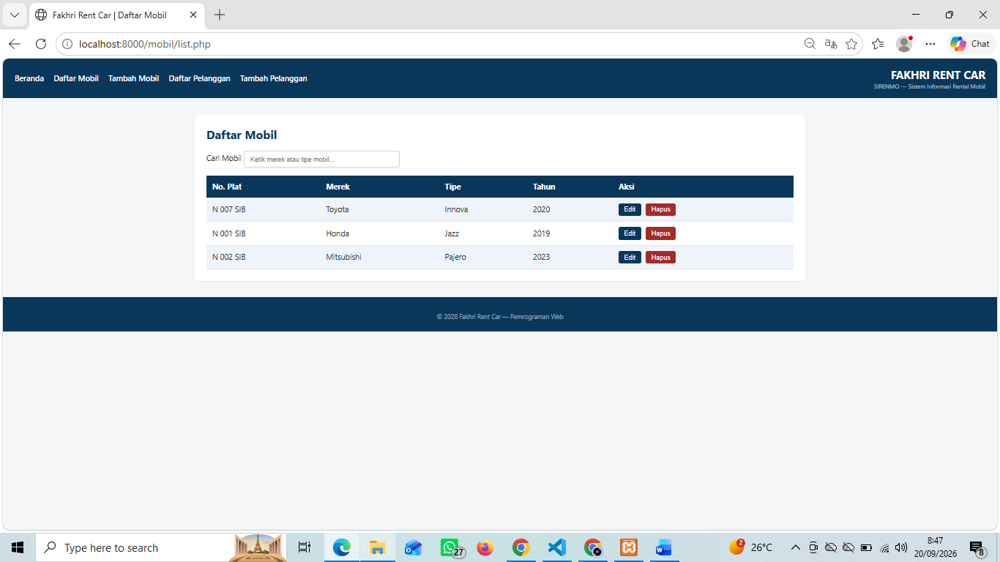 Fakhri Rent Car | Daftar Mobil
localhost:8000/mobil/list.php
Chat
Beranda Daftar Mobil Tambah Mobil Daftar Pelanggan Tambah Pelanggan
FAKHRI RENT CAR
SIRENMO — Sistem Informasi Rental Mobil
Daftar Mobil
Cari Mobil Ketik merek atau tipe mobil...
No. Plat Merek Tipe Tahun Aksi
N 007 SIB Toyota Innova 2020 Edit Hapus
N 001 SIB Honda Jazz 2019 Edit Hapus
N 002 SIB Mitsubishi Pajero 2023 Edit Hapus
© 2026 Fakhri Rent Car — Pemrograman Web
Type here to search
27
2
26°C
8:47
20/09/2026
8